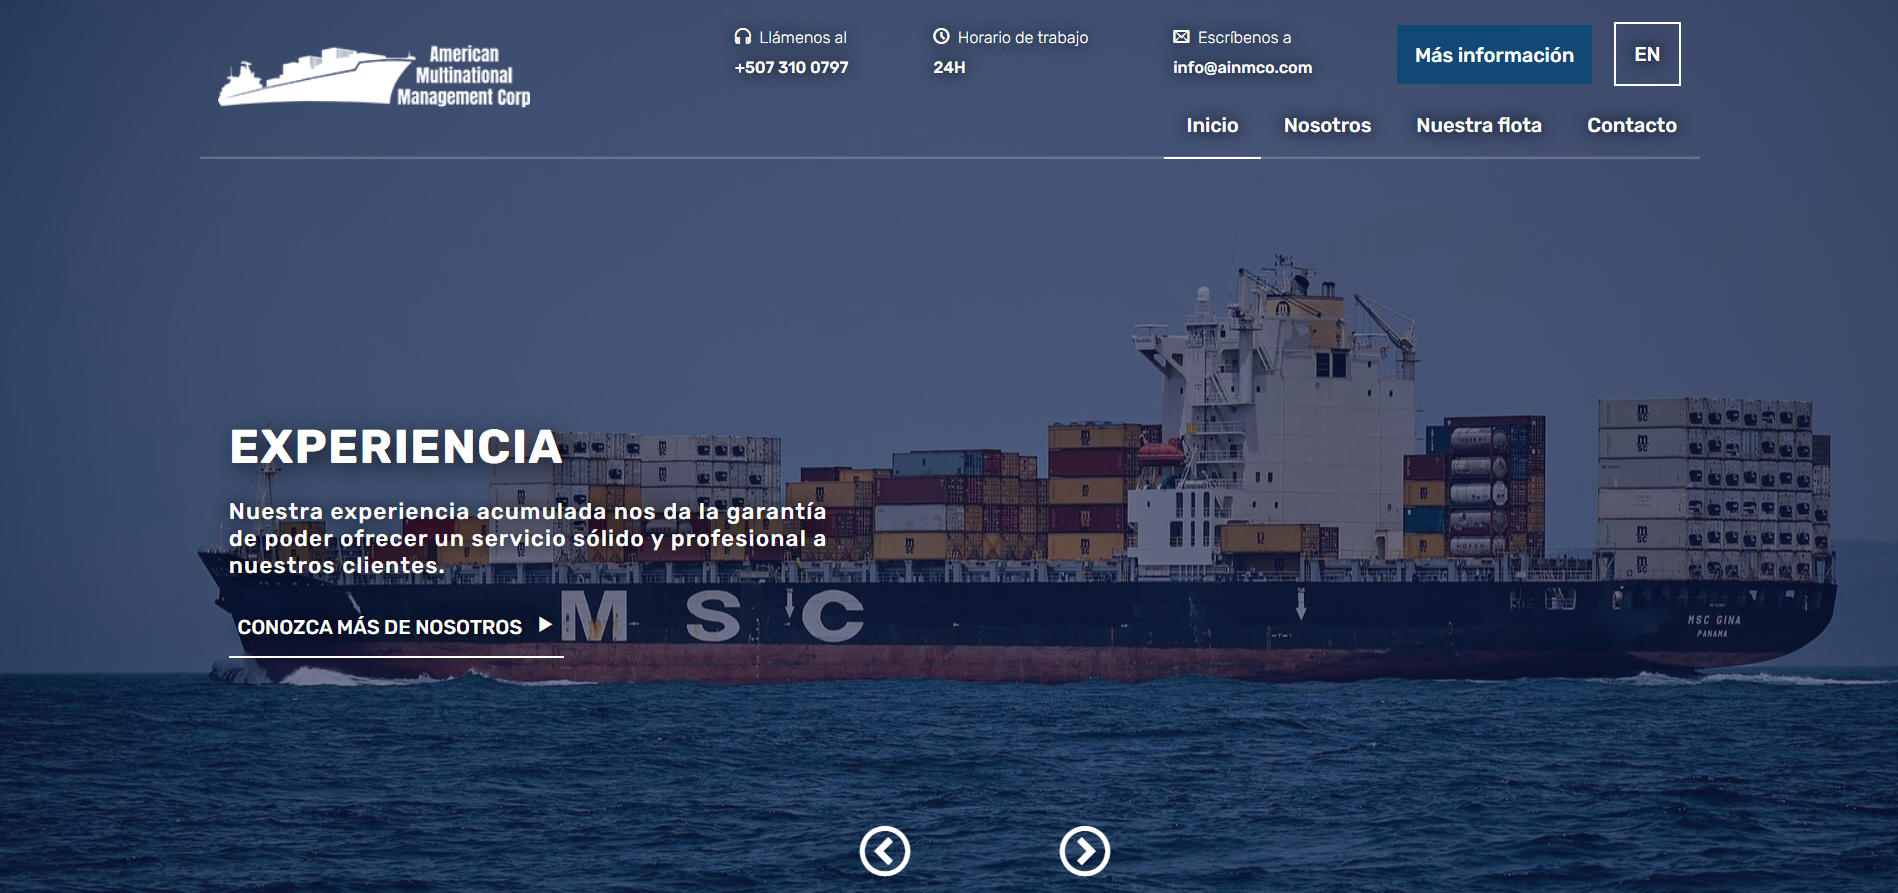 American
Multinational
Management Corp
Llámenos al
+507 310 0797
Horario de trabajo
24H
Escríbenos a
info@ainmco.com
Más información
EN
Inicio
Nosotros
Nuestra flota
Contacto
EXPERIENCIA
Nuestra experiencia acumulada nos da la garantía
de poder ofrecer un servicio sólido y profesional a
nuestros clientes.
CONOZCA MÁS DE NOSOTROS
MSC
MSC GINA
PANAMA